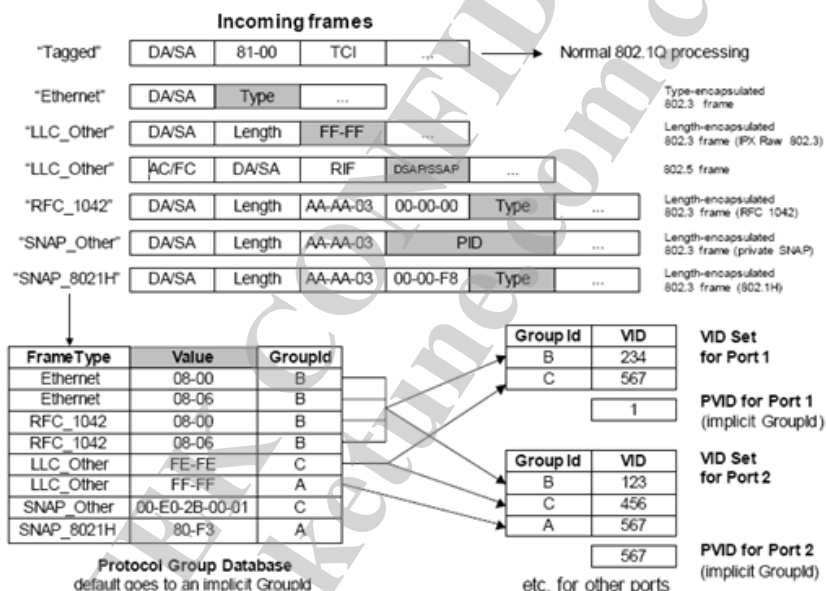 Incoming frames
"Tagged" DA/SA 81-00 TCI ... Normal 802.1Q processing
"Ethernet" DA/SA Type ... Type-encapsulated
802.3 frame
"LLC_Other" DA/SA Length FF-FF ... Length-encapsulated
802.3 frame (IPX Raw 802.3)
"LLC_Other" AC/FC DA/SA RIF DSAP/SSAP ... 802.5 frame
"RFC_1042" DA/SA Length AA-AA-03 00-00-00 Type ... Length-encapsulated
802.3 frame (RFC 1042)
"SNAP_Other" DA/SA Length AA-AA-03 PID ... Length-encapsulated
802.3 frame (private SNAP)
"SNAP_8021H" DA/SA Length AA-AA-03 00-00-F8 Type ... Length-encapsulated
802.3 frame (802.1H)
FrameType Value GroupId
Ethernet 08-00 B
Ethernet 08-06 B
RFC_1042 08-00 B
RFC_1042 08-06 B
LLC_Other FE-FE C
LLC_Other FF-FF A
SNAP_Other 00-E0-2B-00-01 C
SNAP_8021H 80-F3 A
Protocol Group Database
default goes to an implicit GroupId
Group Id VID VID Set
for Port 1
B 234
C 567
1 PVID for Port 1
(implicit GroupId)
Group Id VID VID Set
for Port 2
B 123
C 456
A 567
567 PVID for Port 2
(implicit GroupId)
etc. for other ports